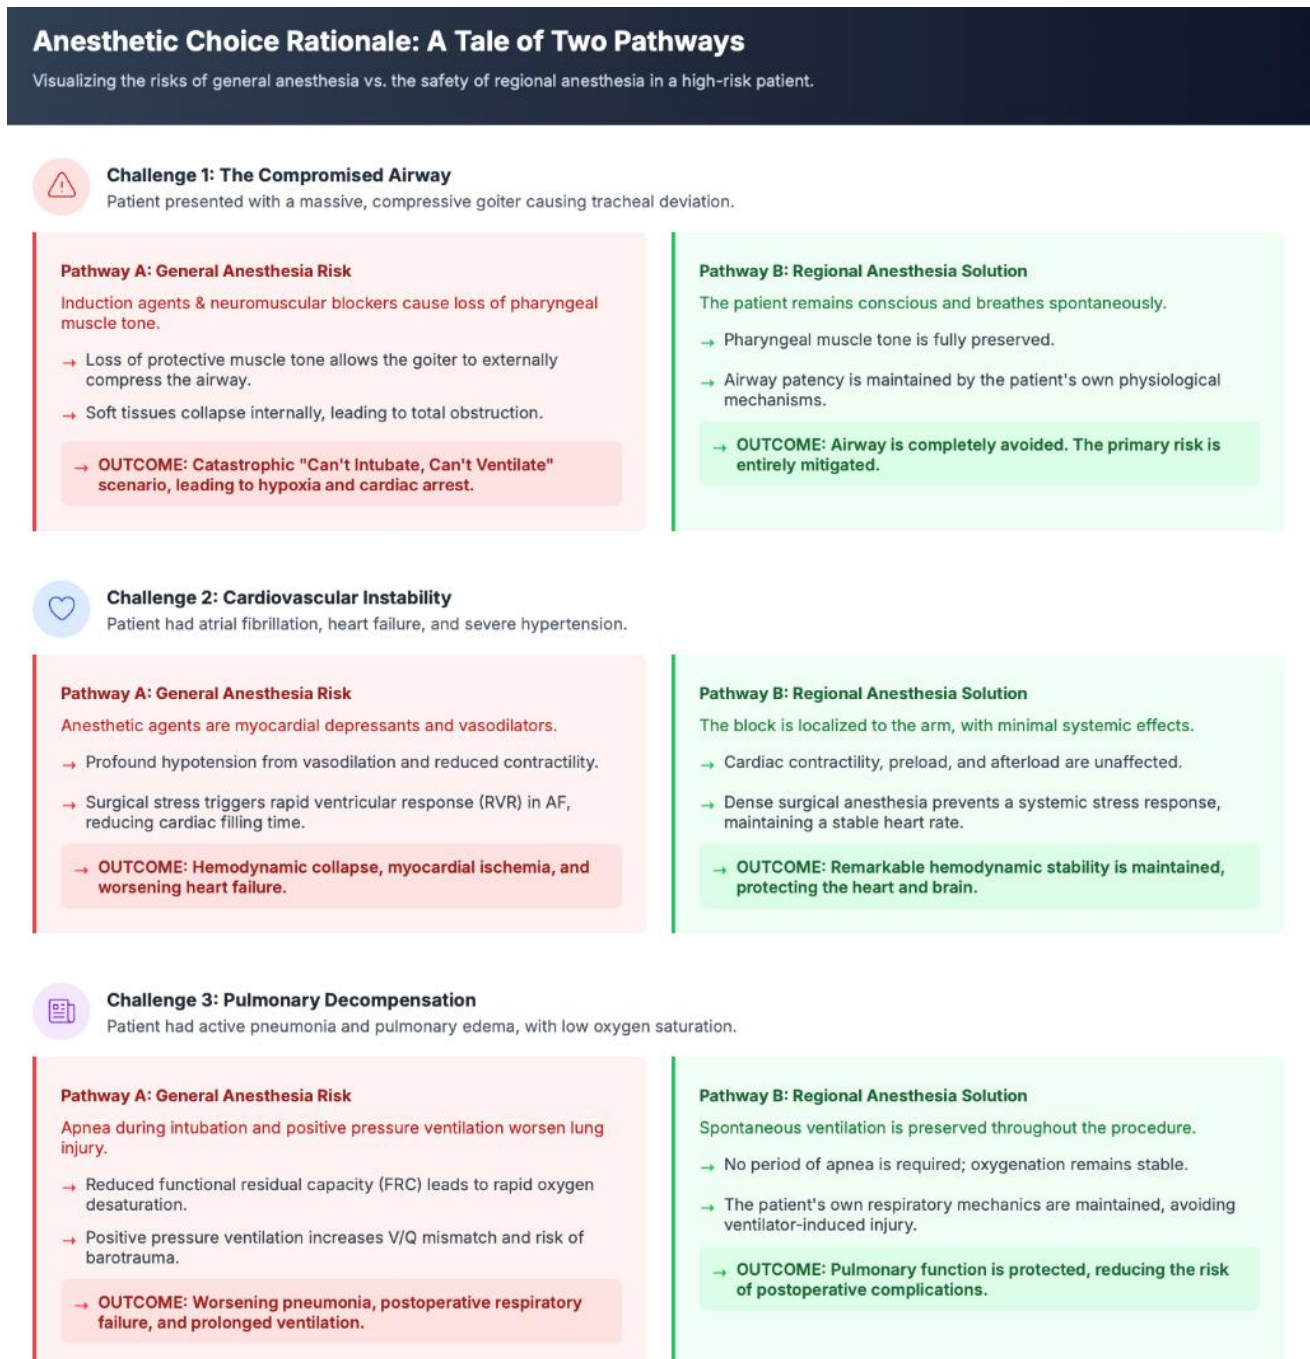 Anesthetic Choice Rationale: A Tale of Two Pathways
Visualizing the risks of general anesthesia vs. the safety of regional anesthesia in a high-risk patient.
Challenge 1: The Compromised Airway
Patient presented with a massive, compressive goiter causing tracheal deviation.
Pathway A: General Anesthesia Risk
Induction agents & neuromuscular blockers cause loss of pharyngeal
muscle tone.
→ Loss of protective muscle tone allows the goiter to externally
compress the airway.
→ Soft tissues collapse internally, leading to total obstruction.
→ OUTCOME: Catastrophic "Can't Intubate, Can't Ventilate"
scenario, leading to hypoxia and cardiac arrest.
Pathway B: Regional Anesthesia Solution
The patient remains conscious and breathes spontaneously.
→ Pharyngeal muscle tone is fully preserved.
→ Airway patency is maintained by the patient's own physiological
mechanisms.
→ OUTCOME: Airway is completely avoided. The primary risk is
entirely mitigated.
Challenge 2: Cardiovascular Instability
Patient had atrial fibrillation, heart failure, and severe hypertension.
Pathway A: General Anesthesia Risk
Anesthetic agents are myocardial depressants and vasodilators.
→ Profound hypotension from vasodilation and reduced contractility.
→ Surgical stress triggers rapid ventricular response (RVR) in AF,
reducing cardiac filling time.
→ OUTCOME: Hemodynamic collapse, myocardial ischemia, and
worsening heart failure.
Pathway B: Regional Anesthesia Solution
The block is localized to the arm, with minimal systemic effects.
→ Cardiac contractility, preload, and afterload are unaffected.
→ Dense surgical anesthesia prevents a systemic stress response,
maintaining a stable heart rate.
→ OUTCOME: Remarkable hemodynamic stability is maintained,
protecting the heart and brain.
Challenge 3: Pulmonary Decompensation
Patient had active pneumonia and pulmonary edema, with low oxygen saturation.
Pathway A: General Anesthesia Risk
Apnea during intubation and positive pressure ventilation worsen lung
injury.
→ Reduced functional residual capacity (FRC) leads to rapid oxygen
desaturation.
→ Positive pressure ventilation increases V/Q mismatch and risk of
barotrauma.
→ OUTCOME: Worsening pneumonia, postoperative respiratory
failure, and prolonged ventilation.
Pathway B: Regional Anesthesia Solution
Spontaneous ventilation is preserved throughout the procedure.
→ No period of apnea is required; oxygenation remains stable.
→ The patient's own respiratory mechanics are maintained, avoiding
ventilator-induced injury.
→ OUTCOME: Pulmonary function is protected, reducing the risk
of postoperative complications.